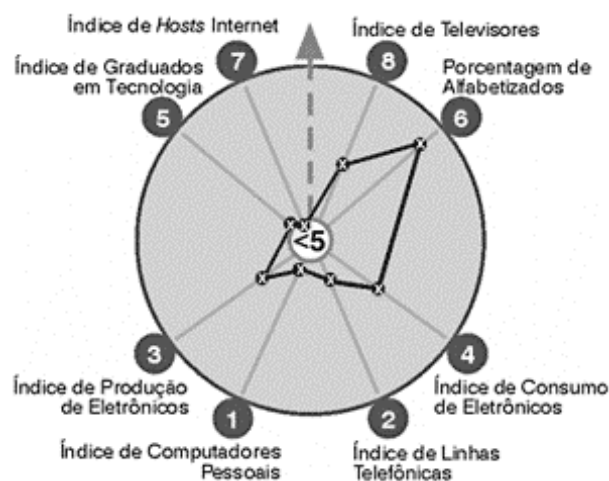 Índice de Hosts Internet
7
Índice de Televisores
8
Índice de Graduados
em Tecnologia
5
Porcentagem de
Alfabetizados
6
<5
3
Índice de Produção
de Eletrônicos
4
Índice de Consumo
de Eletrônicos
1
Índice de Computadores
Pessoais
2
Índice de Linhas
Telefônicas